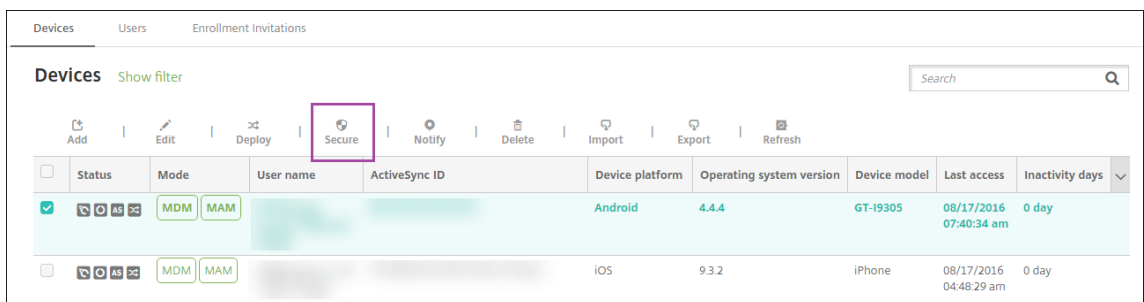 Devices Users Enrollment Invitations
Devices Show filter Search
Add | Edit | Deploy | Secure | Notify | Delete | Import | Export | Refresh
Status Mode User name ActiveSync ID Device platform Operating system version Device model Last access Inactivity days
AS MDM MAM Android 4.4.4 GT-I9305 08/17/2016 0 day
07:40:34 am
AS MDM MAM iOS 9.3.2 iPhone 08/17/2016 0 day
04:48:29 am